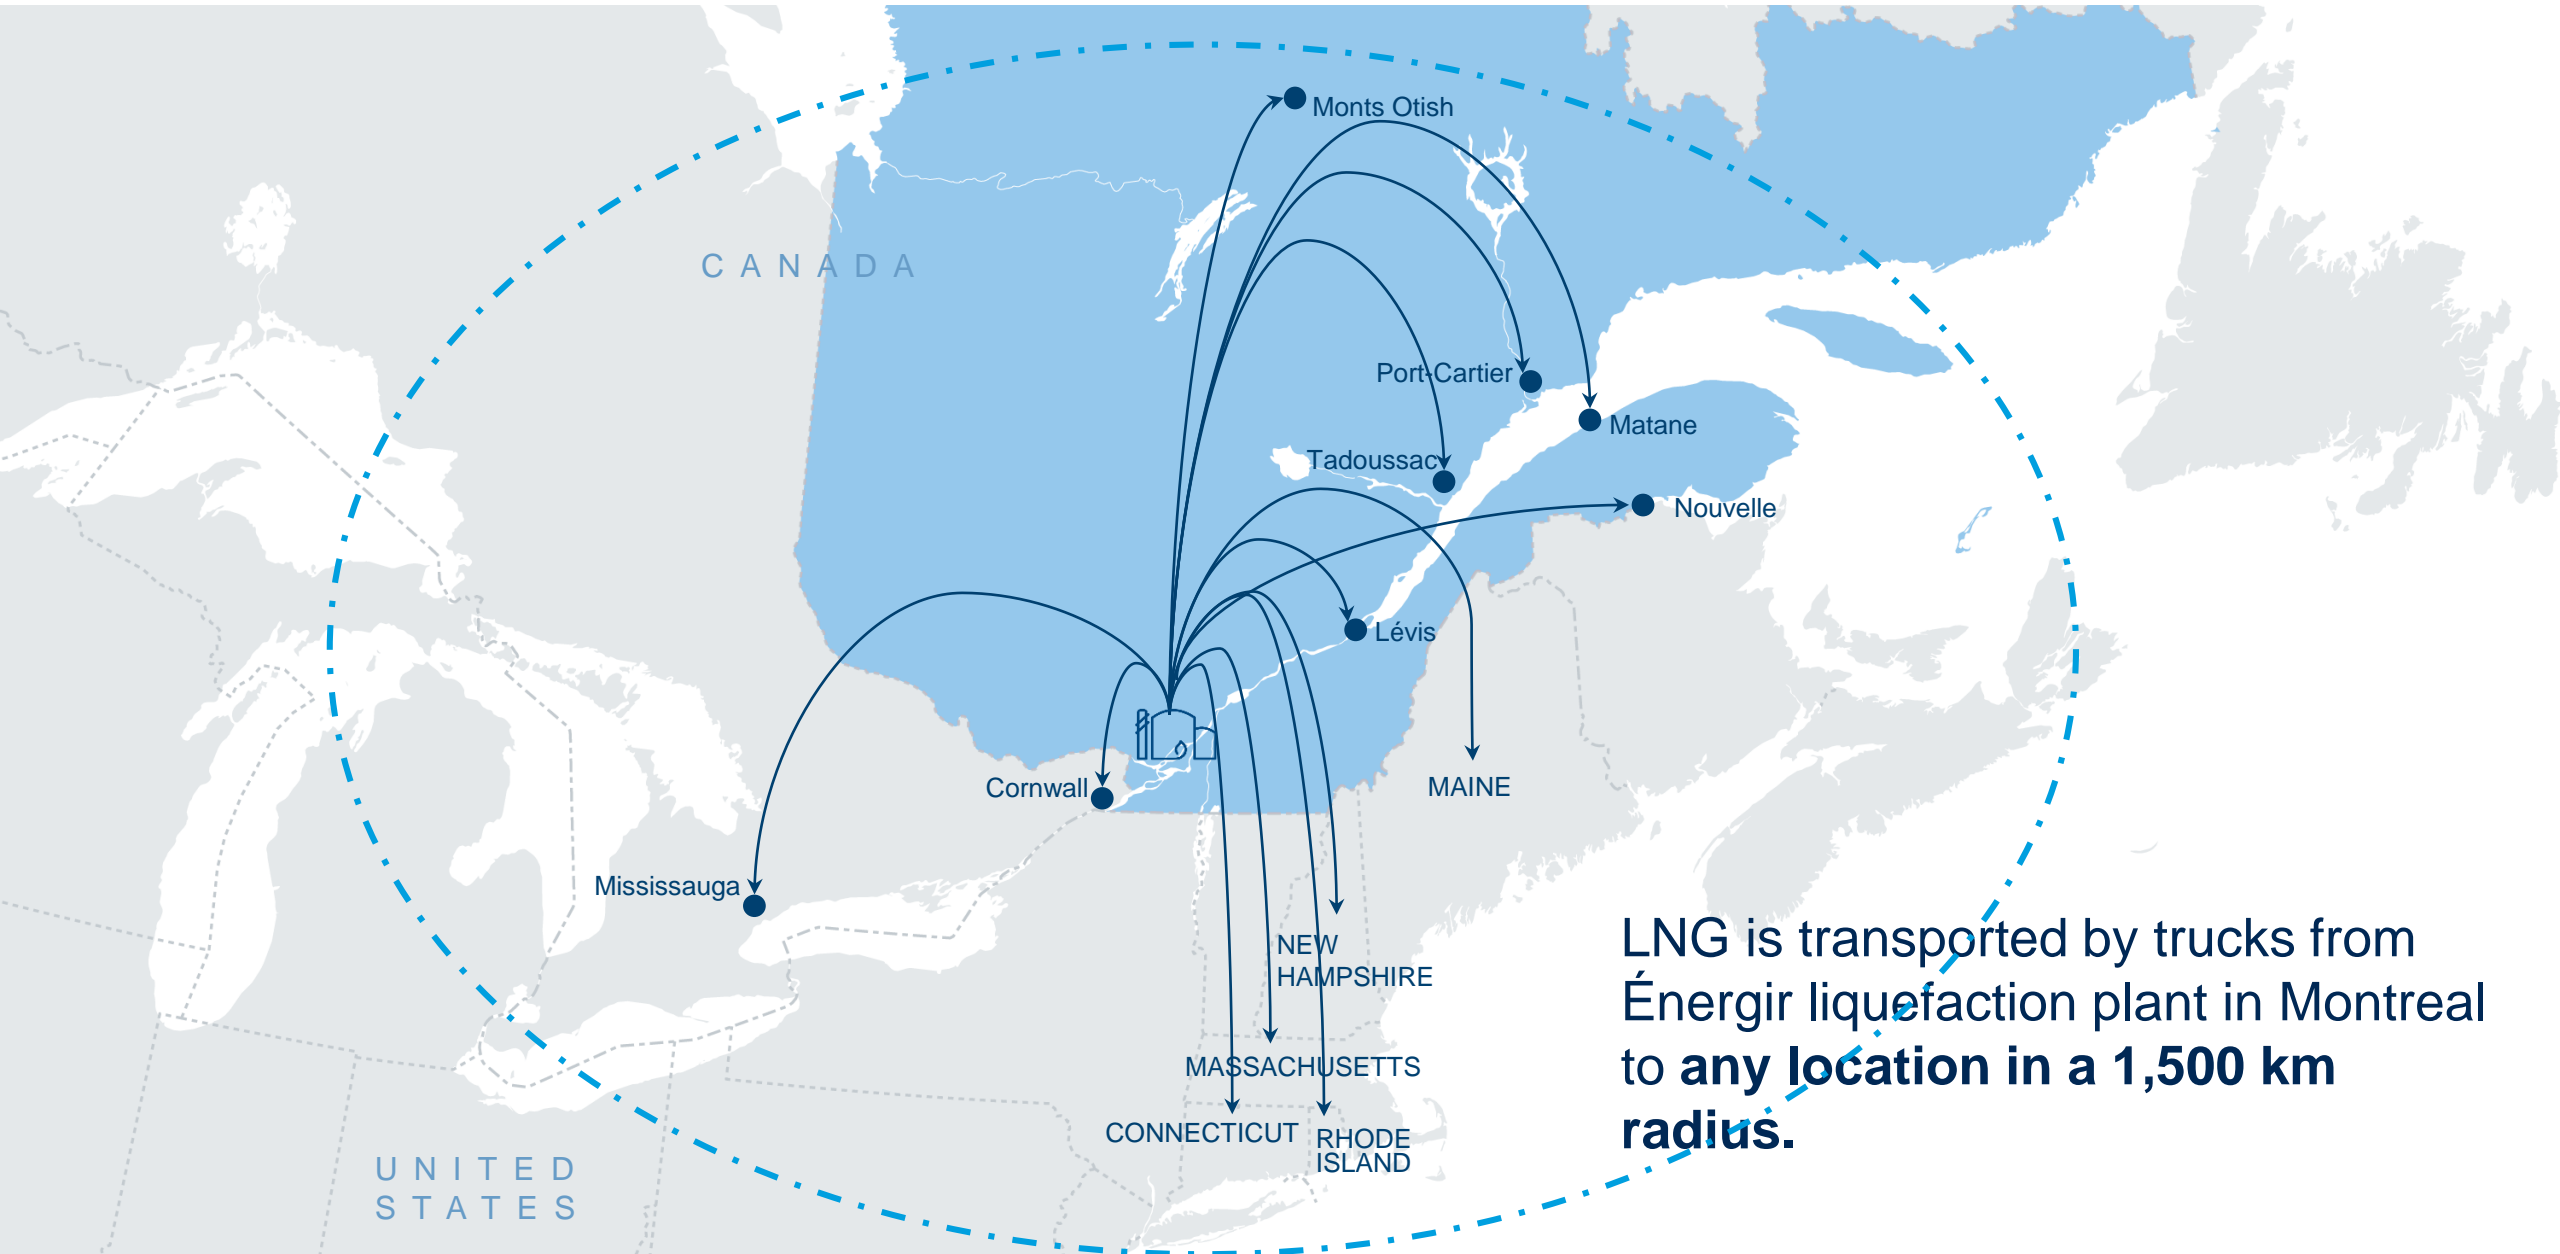 Monts Otish
CANADA
Port-Cartier
Matane
Tadoussac
Nouvelle
Lévis
Cornwall
MAINE
Mississauga
NEW
HAMPSHIRE
MASSACHUSETTS
CONNECTICUT
RHODE
ISLAND
UNITED
STATES
LNG is transported by trucks from
Énergir liquefaction plant in Montreal
to any location in a 1,500 km
radius.